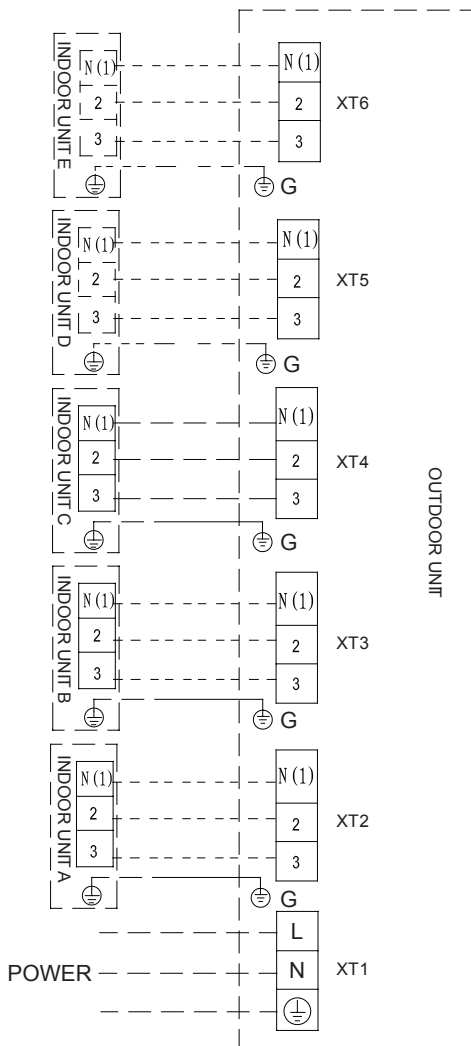 INDOOR UNIT E
N(1)
2
3
N(1)
2
3
XT6
G
INDOOR UNIT D
N(1)
2
3
N(1)
2
3
XT5
G
INDOOR UNIT C
N(1)
2
3
N(1)
2
3
XT4
G
OUTDOOR UNIT
INDOOR UNIT B
N(1)
2
3
N(1)
2
3
XT3
G
INDOOR UNIT A
N(1)
2
3
N(1)
2
3
XT2
G
POWER
L
N
XT1